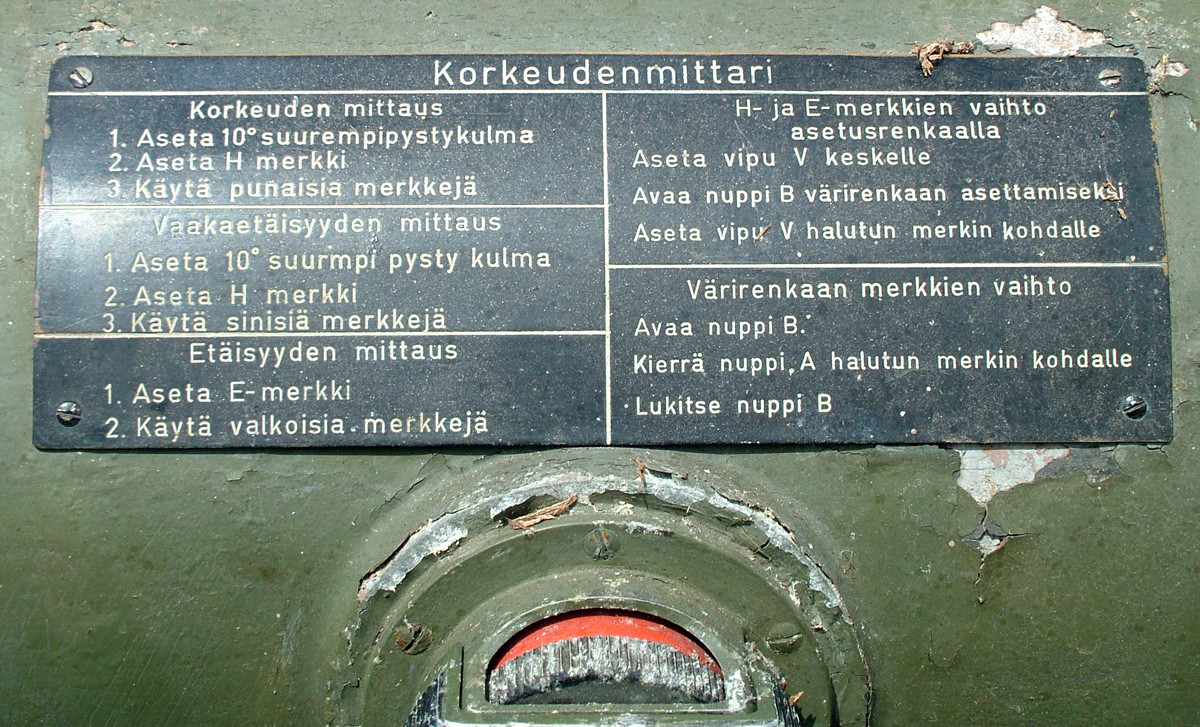 Korkeudenmittari
Korkeuden mittaus
1. Aseta 10° suurempipystykulma
2. Aseta H merkki
3. Käytä punaisia merkkejä
Vaakaetäisyyden mittaus
1. Aseta 10° suurmpi pysty kulma
2. Aseta H merkki
3. Käytä sinisiä merkkejä
Etäisyyden mittaus
1. Aseta E-merkki
2. Käytä valkoisia merkkejä
H- ja E-merkkien vaihto
asetusrenkaalla
Aseta vipu V keskelle
Avaa nuppi B värirenkaan asettamiseksi
Aseta vipu V halutun merkin kohdalle
Värirenkaan merkkien vaihto
Avaa nuppi B.
Kierrä nuppi A halutun merkin kohdalle
Lukitse nuppi B